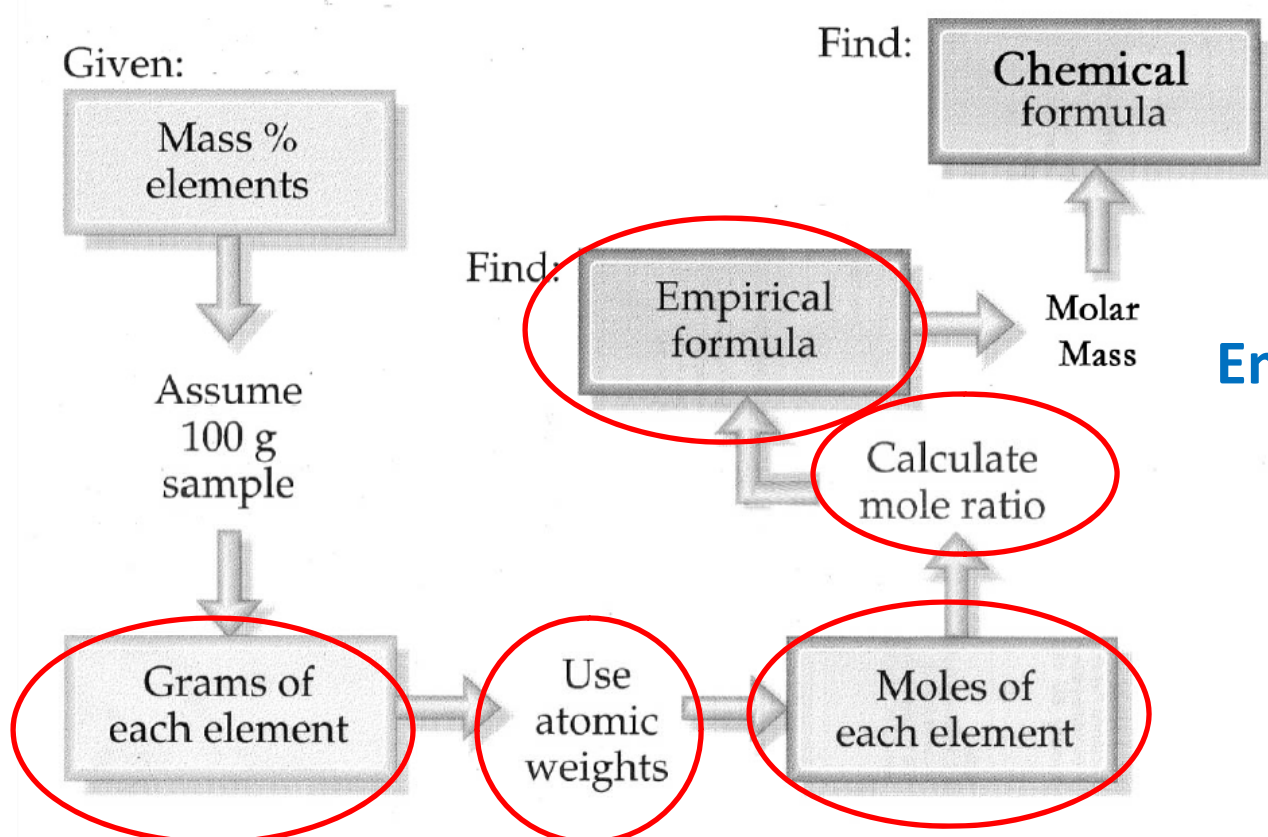 Given:
Mass %
elements
Assume
100 g
sample
Grams of
each element
Use
atomic
weights
Moles of
each element
Calculate
mole ratio
Find:
Empirical
formula
Molar
Mass
Find:
Chemical
formula